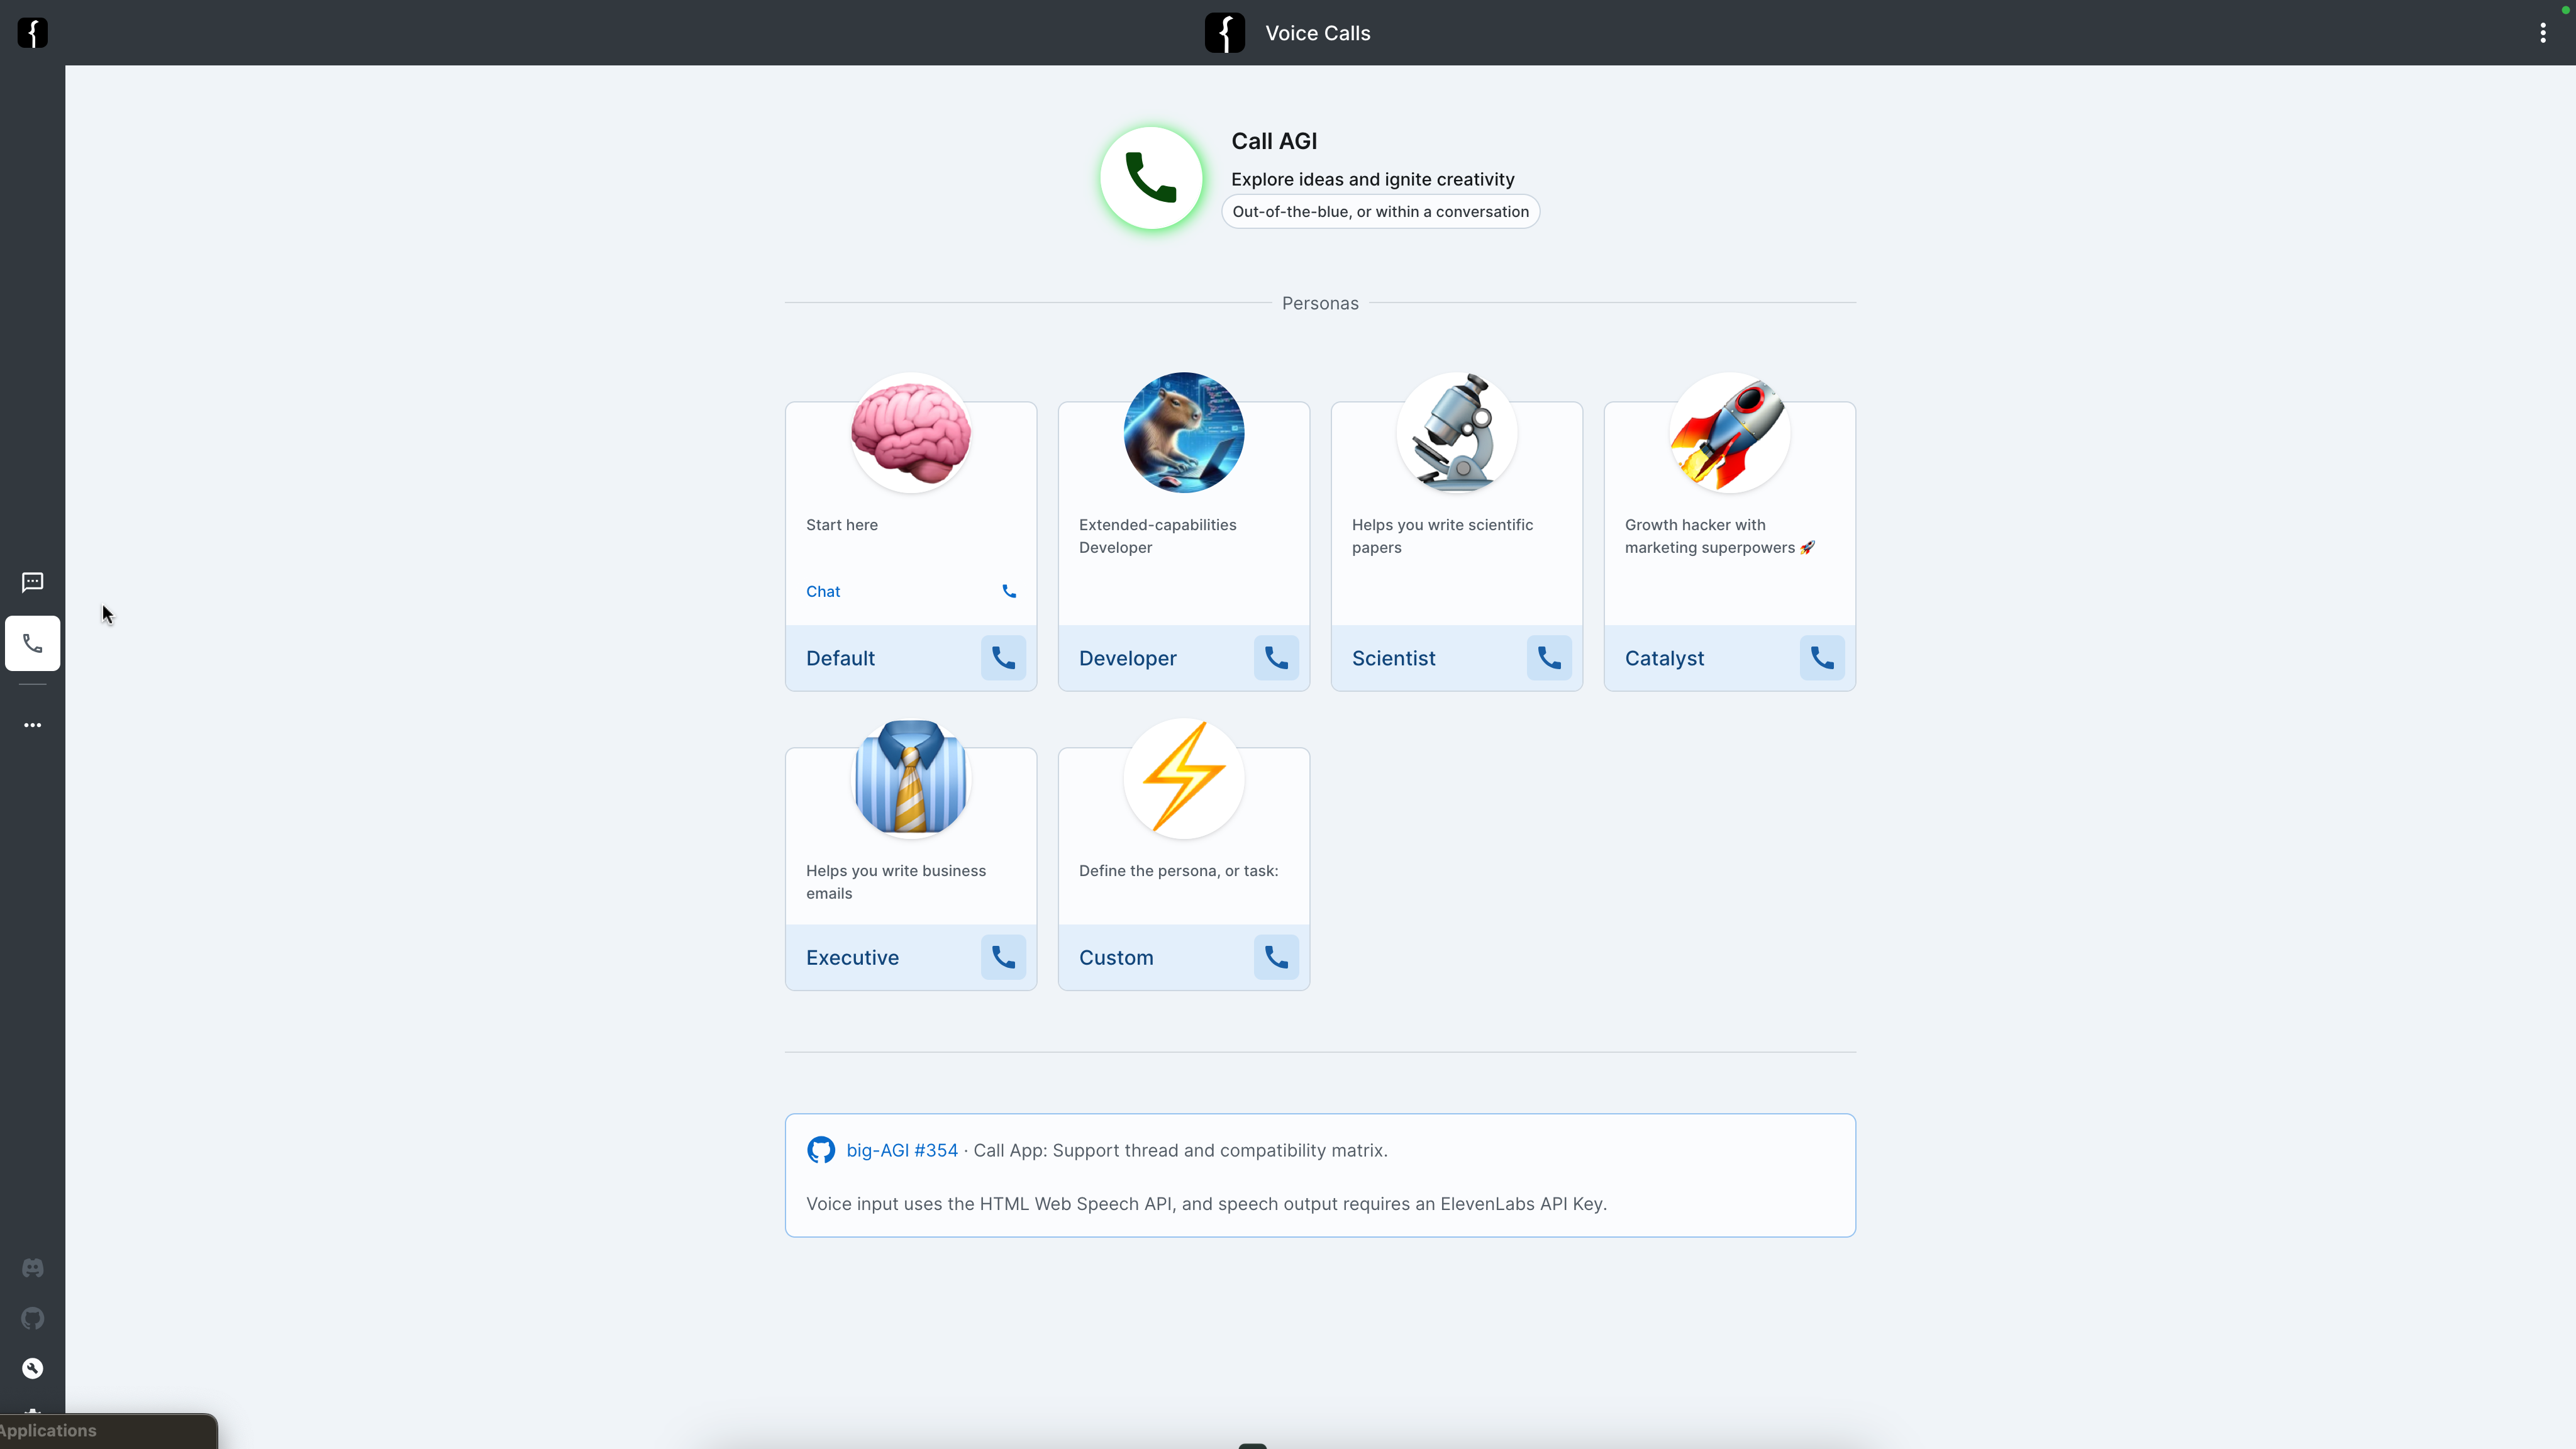 Voice Calls
Call AGI
Explore ideas and ignite creativity
Out-of-the-blue, or within a conversation
Personas
Start here
Chat
Default
Extended-capabilities
Developer
Developer
Helps you write scientific
papers
Scientist
Growth hacker with
marketing superpowers 🚀
Catalyst
Helps you write business
emails
Executive
Define the persona, or task:
Custom
big-AGI #354 · Call App: Support thread and compatibility matrix.
Voice input uses the HTML Web Speech API, and speech output requires an ElevenLabs API Key.
Applications